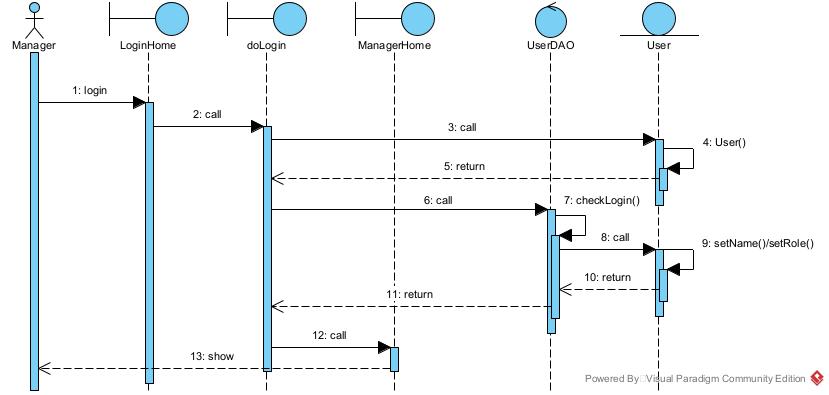 Manager
LoginHome
doLogin
ManagerHome
UserDAO
User
1: login
2: call
3: call
4: User()
5: return
6: call
7: checkLogin()
8: call
9: setName()/setRole()
10: return
11: return
12: call
13: show
Powered By Visual Paradigm Community Edition